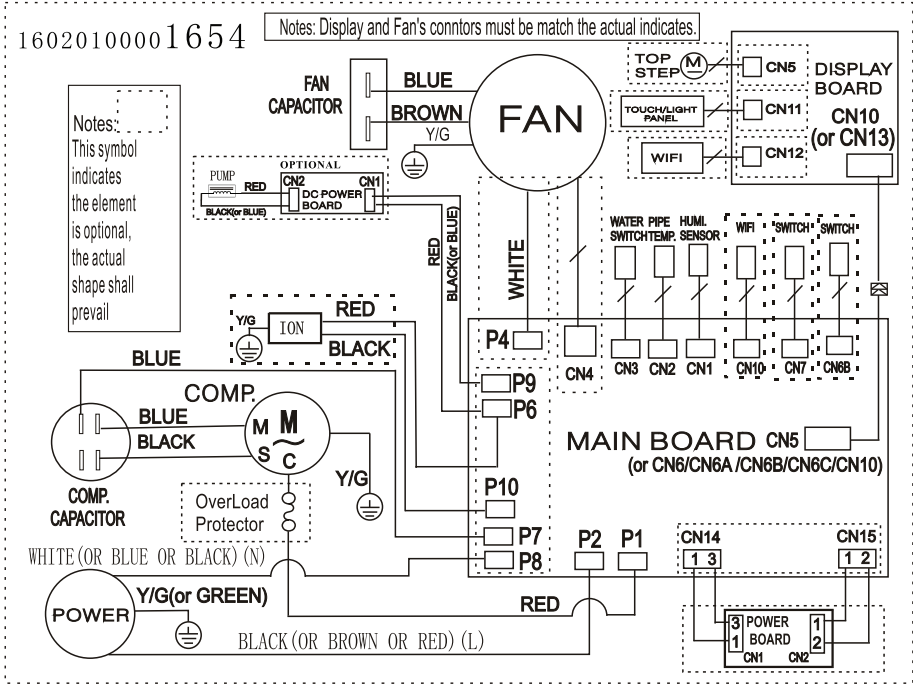 16020100001654
Notes: Display and Fan's conntors must be match the actual indicates.
Notes:
This symbol
indicates
the element
is optional,
the actual
shape shall
prevail
FAN
CAPACITOR
BLUE
BROWN
Y/G
FAN
TOP
STEP
M
CN5
TOUCH/LIGHT
PANEL
CN11
WIFI
CN12
DISPLAY
BOARD
CN10
(or CN13)
OPTIONAL
PUMP
RED
BLACK(or BLUE)
CN2
CN1
DC POWER
BOARD
RED
BLACK(or BLUE)
WHITE
WATER
SWITCH
PIPE
TEMP.
HUMI.
SENSOR
WIFI
SWITCH
SWITCH
Y/G
ION
RED
BLACK
P4
CN4
CN3
CN2
CN1
CN10
CN7
CN6B
P9
P6
BLUE
COMP.
BLUE
BLACK
M
S
C
M
~
Y/G
COMP.
CAPACITOR
OverLoad
Protector
MAIN BOARD CN5
(or CN6/CN6A /CN6B/CN6C/CN10)
P10
P7
P8
P2
P1
CN14
1 3
CN15
1 2
WHITE(OR BLUE OR BLACK)(N)
POWER
Y/G(or GREEN)
RED
BLACK(OR BROWN OR RED)(L)
3
1
POWER
BOARD
CN1
CN2
1
2